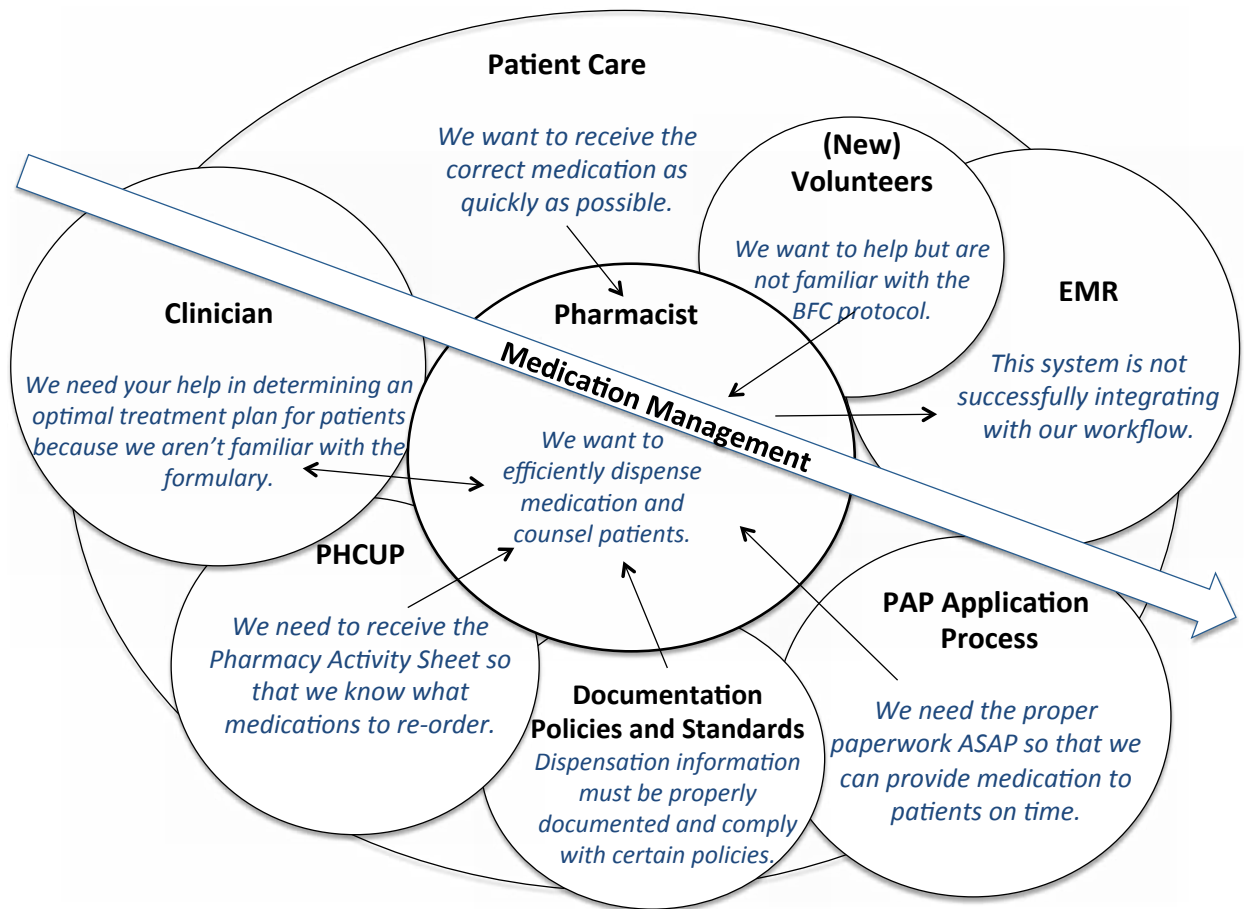 Patient Care
We want to receive the
correct medication as
quickly as possible.
(New)
Volunteers
We want to help but are
not familiar with the
BFC protocol.
EMR
This system is not
successfully integrating
with our workflow.
Clinician
We need your help in determining an
optimal treatment plan for patients
because we aren't familiar with the
formulary.
Pharmacist
Medication Management
We want to
efficiently dispense
medication and
counsel patients.
PHCUP
We need to receive the
Pharmacy Activity Sheet so
that we know what
medications to re-order.
Documentation
Policies and Standards
Dispensation information
must be properly
documented and comply
with certain policies.
PAP Application
Process
We need the proper
paperwork ASAP so that we
can provide medication to
patients on time.